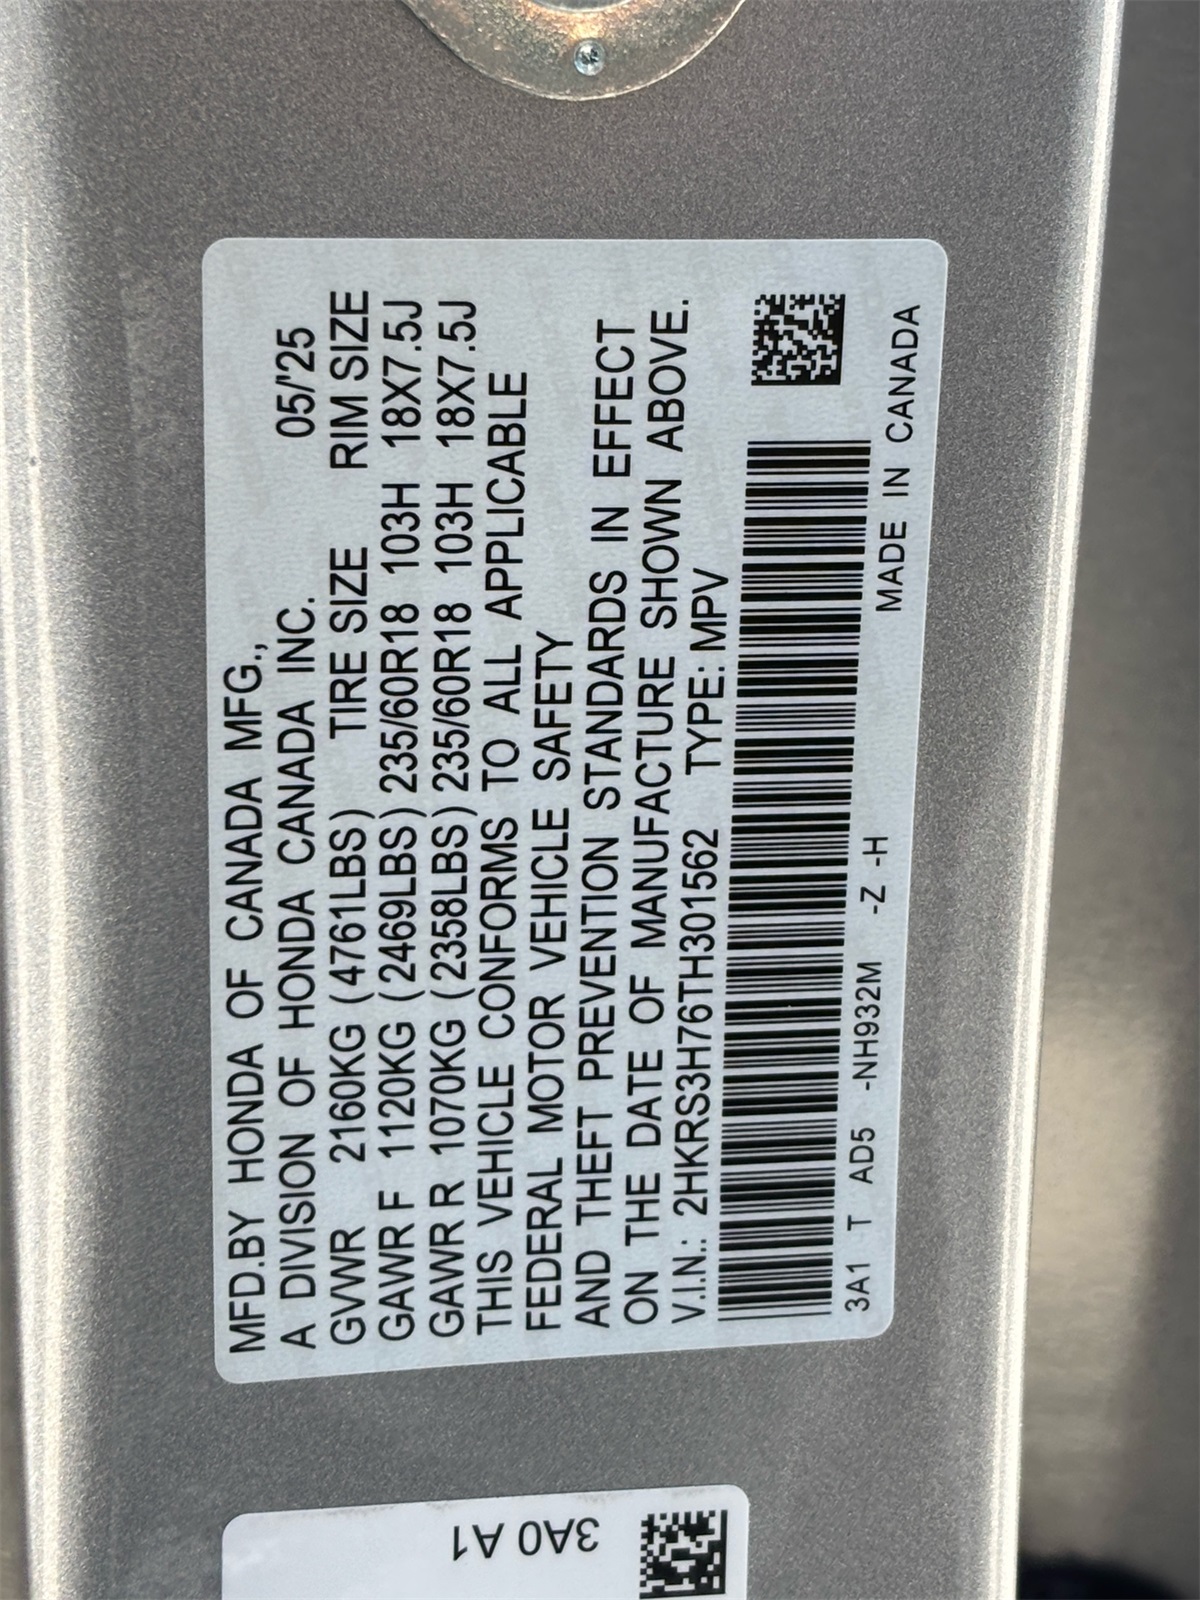 MFD.BY HONDA OF CANADA MFG.,
A DIVISION OF HONDA CANADA INC. 05/'25
GVWR 2160KG (4761LBS) TIRE SIZE RIM SIZE
GAWR F 1120KG (2469LBS) 235/60R18 103H 18X7.5J
GAWR R 1070KG (2358LBS) 235/60R18 103H 18X7.5J
THIS VEHICLE CONFORMS TO ALL APPLICABLE
FEDERAL MOTOR VEHICLE SAFETY
AND THEFT PREVENTION STANDARDS IN EFFECT
ON THE DATE OF MANUFACTURE SHOWN ABOVE.
V.I.N.: 2HKRS3H76TH301562 TYPE: MPV
3A1 T AD5 -NH932M -Z -H MADE IN CANADA
3A0 A1